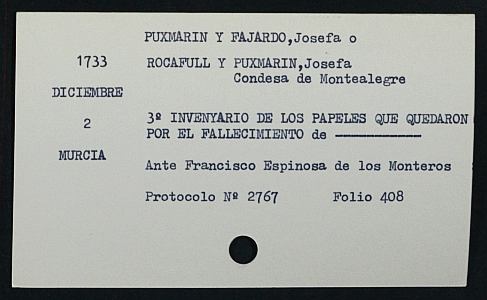 PUXMARIN Y FAJARDO,Josefa o
1733
ROCAFULL Y PUXMARIN,Josefa
Condesa de Montealegre
DICIEMBRE
2
3º INVENYARIO DE LOS PAPELES QUE QUEDARON
POR EL FALLECIMIENTO de ———————
MURCIA
Ante Francisco Espinosa de los Monteros
Protocolo Nº 2767 Folio 408